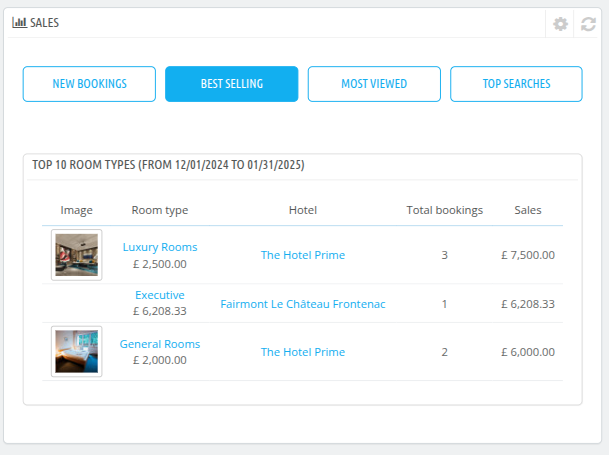 SALES
NEW BOOKINGS BEST SELLING MOST VIEWED TOP SEARCHES
TOP 10 ROOM TYPES (FROM 12/01/2024 TO 01/31/2025)
Image Room type Hotel Total bookings Sales
Luxury Rooms
£ 2,500.00 The Hotel Prime 3 £ 7,500.00
Executive
£ 6,208.33 Fairmont Le Château Frontenac 1 £ 6,208.33
General Rooms
£ 2,000.00 The Hotel Prime 2 £ 6,000.00